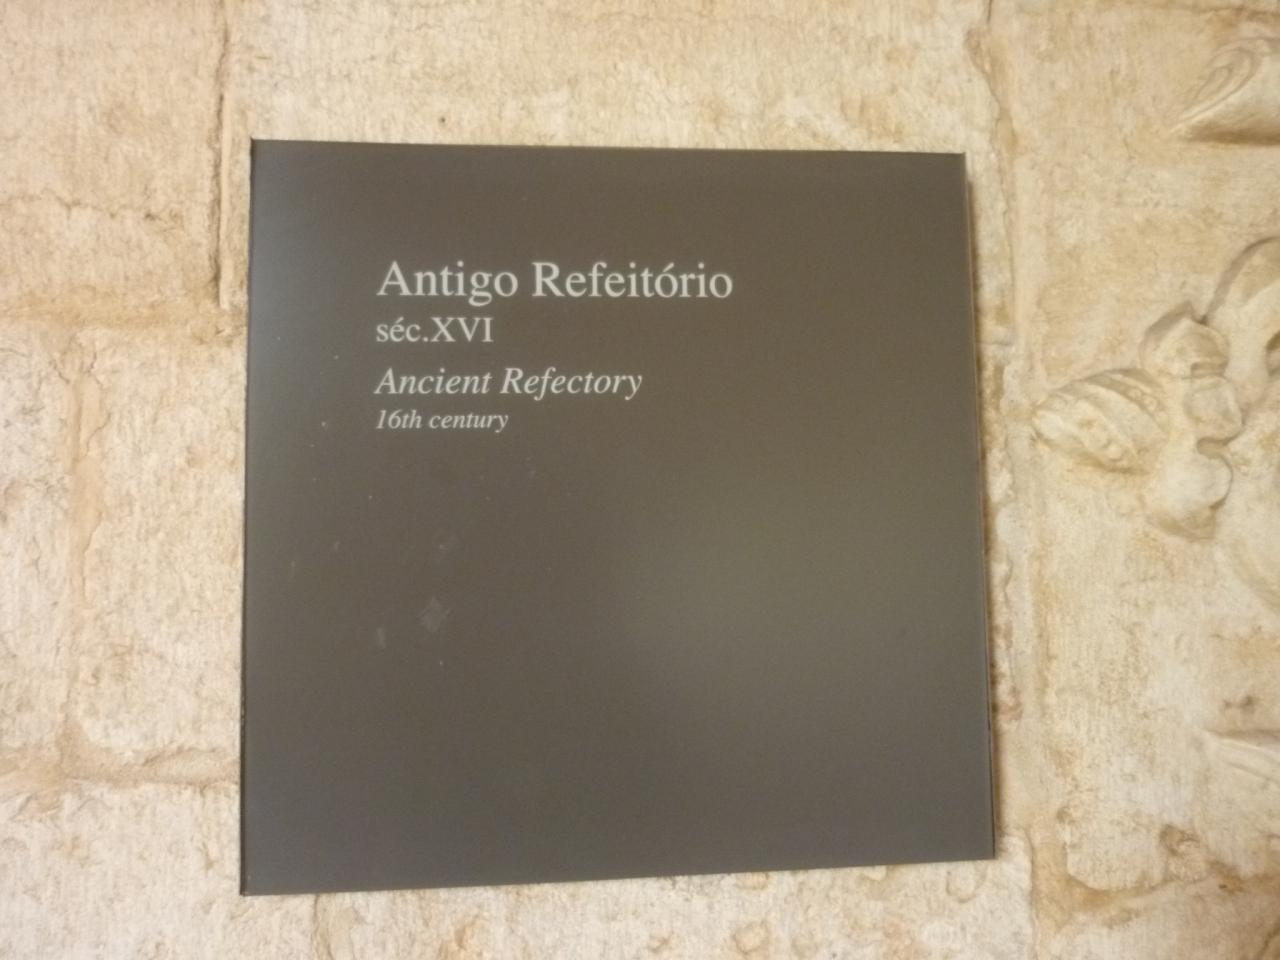 Antigo Refeitório
séc.XVI
Ancient Refectory
16th century